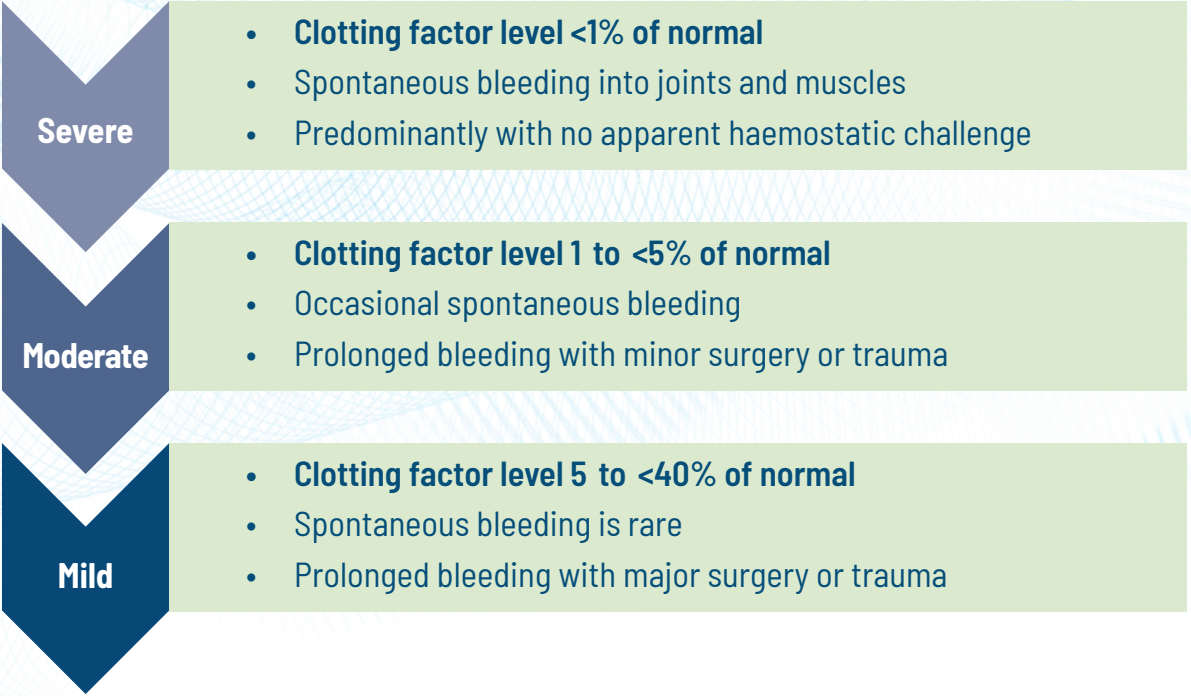 Severe
• Clotting factor level <1% of normal
• Spontaneous bleeding into joints and muscles
• Predominantly with no apparent haemostatic challenge
Moderate
• Clotting factor level 1 to <5% of normal
• Occasional spontaneous bleeding
• Prolonged bleeding with minor surgery or trauma
Mild
• Clotting factor level 5 to <40% of normal
• Spontaneous bleeding is rare
• Prolonged bleeding with major surgery or trauma